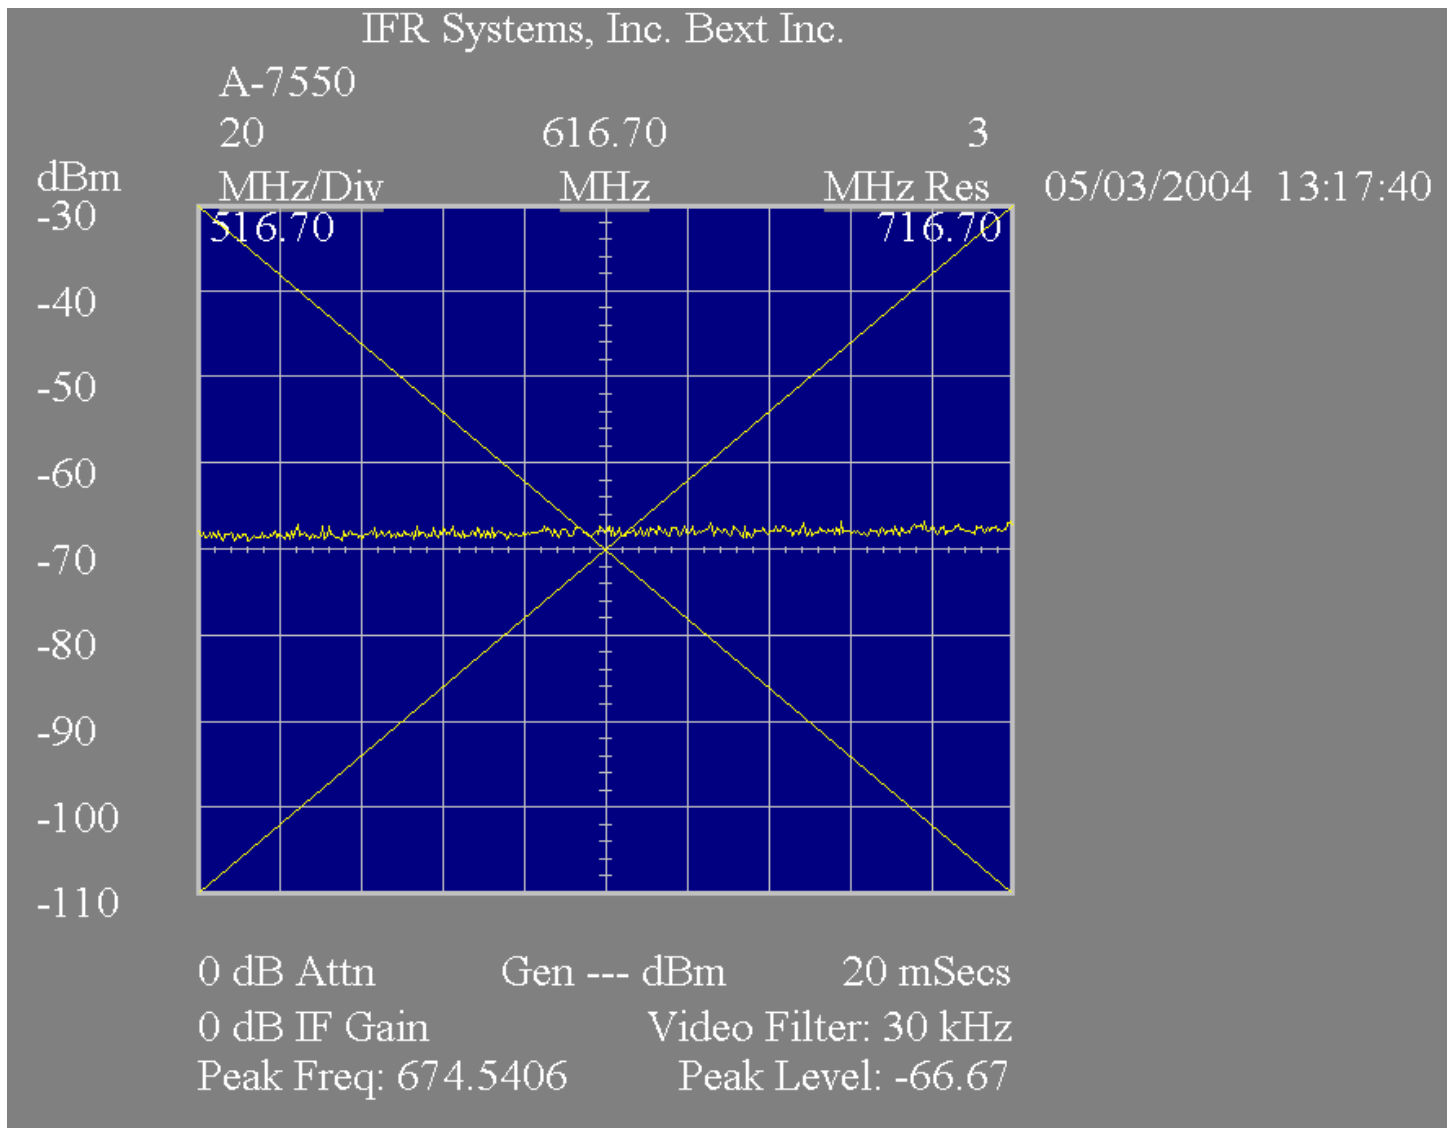 IFR Systems, Inc. Bext Inc.
A-7550
20 616.70 3
dBm MHz/Div MHz MHz Res 05/03/2004 13:17:40
-30
516.70 716.70
-40
-50
-60
-70
-80
-90
-100
-110
0 dB Attn Gen --- dBm 20 mSecs
0 dB IF Gain Video Filter: 30 kHz
Peak Freq: 674.5406 Peak Level: -66.67